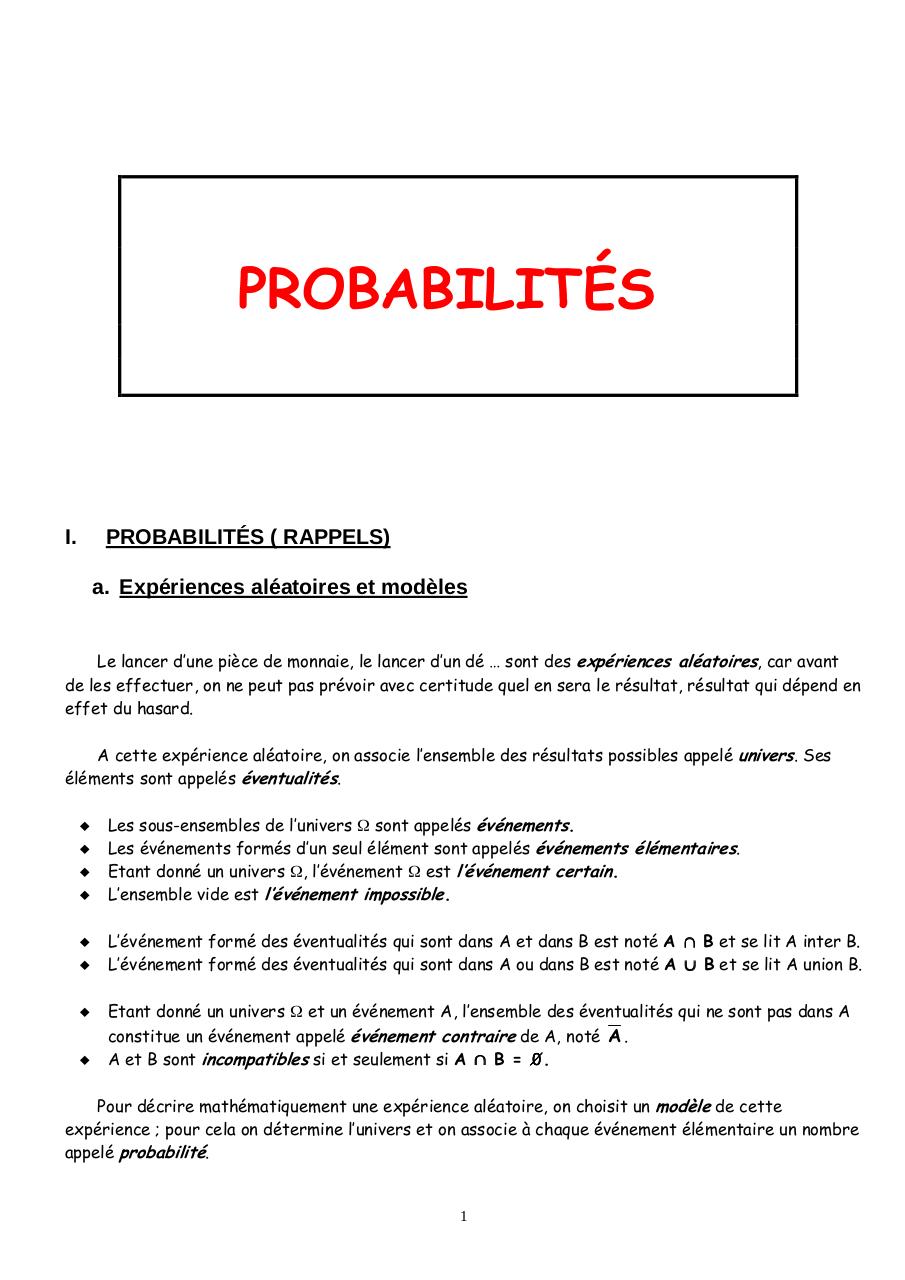 PROBABILITÉS
I. PROBABILITÉS ( RAPPELS)
a. Expériences aléatoires et modèles
Le lancer d’une pièce de monnaie, le lancer d’un dé … sont des expériences aléatoires, car avant
de les effectuer, on ne peut pas prévoir avec certitude quel en sera le résultat, résultat qui dépend en
effet du hasard.
A cette expérience aléatoire, on associe l’ensemble des résultats possibles appelé univers. Ses
éléments sont appelés éventualités.
◆ Les sous-ensembles de l’univers Ω sont appelés événements.
◆ Les événements formés d’un seul élément sont appelés événements élémentaires.
◆ Etant donné un univers Ω, l’événement Ω est l’événement certain.
◆ L’ensemble vide est l’événement impossible.
◆ L’événement formé des éventualités qui sont dans A et dans B est noté A ∩ B et se lit A inter B.
◆ L’événement formé des éventualités qui sont dans A ou dans B est noté A ∪ B et se lit A union B.
◆ Etant donné un univers Ω et un événement A, l’ensemble des éventualités qui ne sont pas dans A
constitue un événement appelé événement contraire de A, noté A̅ .
◆ A et B sont incompatibles si et seulement si A ∩ B = ∅.
Pour décrire mathématiquement une expérience aléatoire, on choisit un modèle de cette
expérience ; pour cela on détermine l’univers et on associe à chaque événement élémentaire un nombre
appelé probabilité.
1